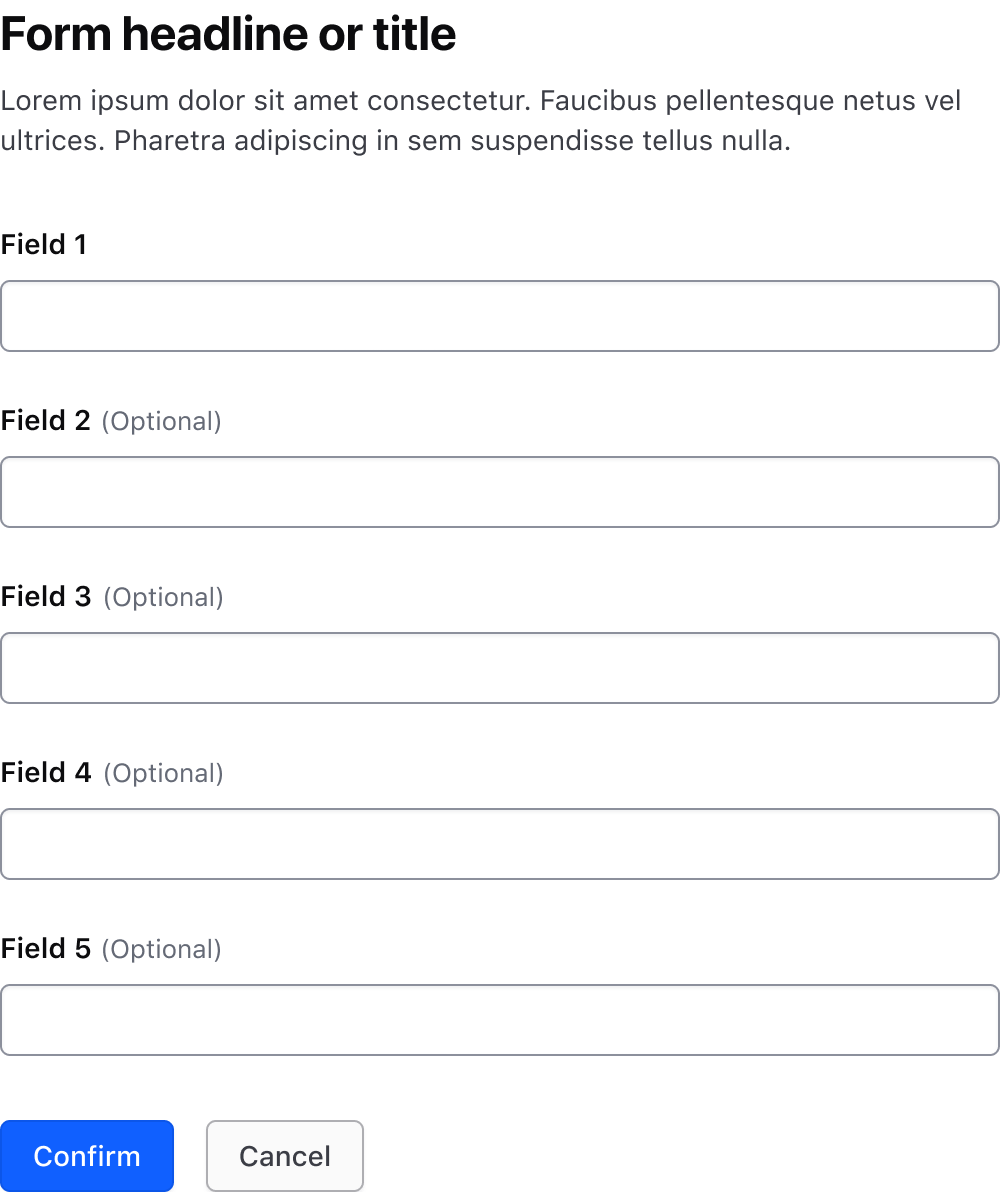 Form headline or title
Lorem ipsum dolor sit amet consectetur. Faucibus pellentesque netus vel
ultrices. Pharetra adipiscing in sem suspendisse tellus nulla.
Field 1
Field 2 (Optional)
Field 3 (Optional)
Field 4 (Optional)
Field 5 (Optional)
Confirm Cancel